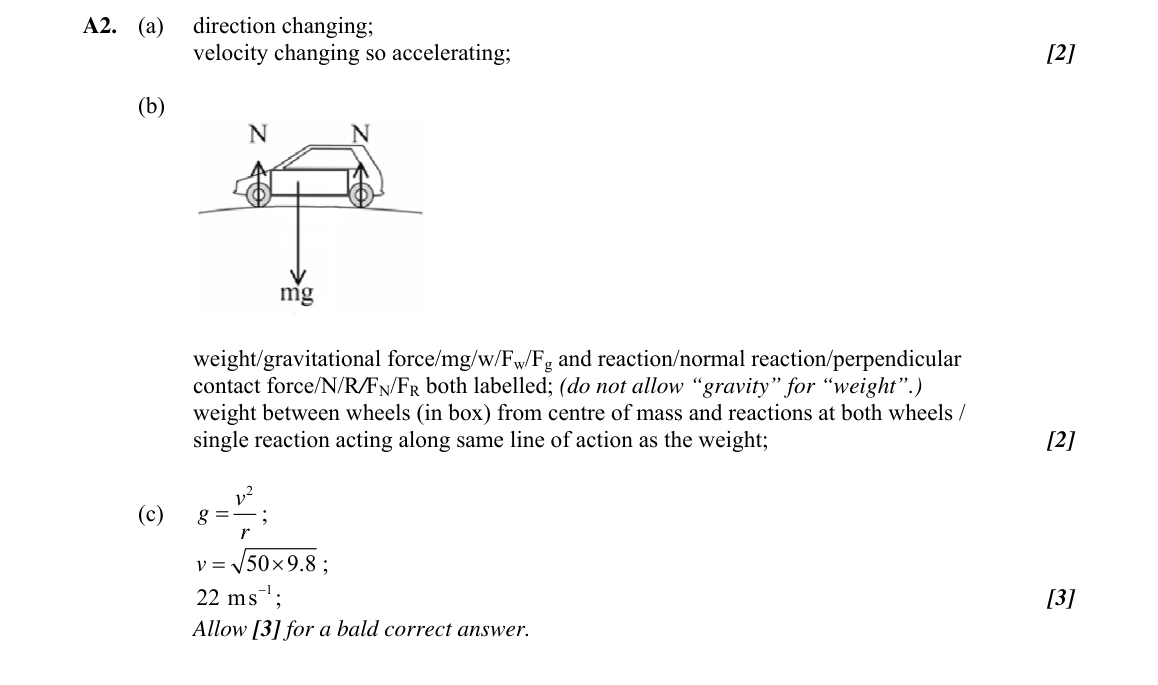 A2. (a) direction changing;
velocity changing so accelerating; [2]
(b)
N N
mg
weight/gravitational force/mg/w/Fw/Fg and reaction/normal reaction/perpendicular
contact force/N/R/FN/FR both labelled; (do not allow “gravity” for “weight”.)
weight between wheels (in box) from centre of mass and reactions at both wheels /
single reaction acting along same line of action as the weight; [2]
(c) g = v²/r ;
v = √50×9.8 ;
22 ms⁻¹; [3]
Allow [3] for a bald correct answer.